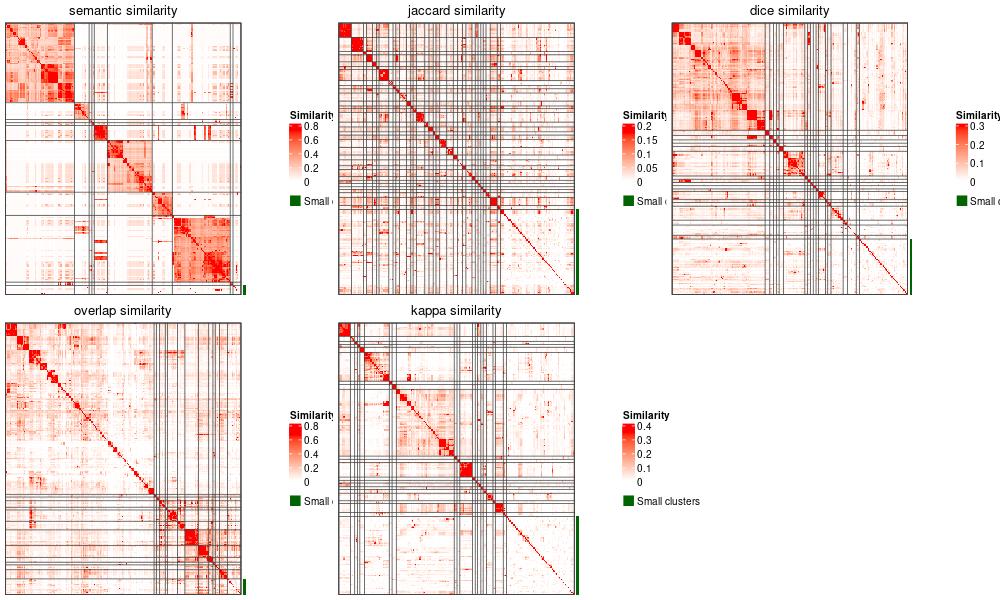 semantic similarity
jaccard similarity
dice similarity
Similarity
0.8
0.6
0.4
0.2
0
Small c
Similarity
0.2
0.15
0.1
0.05
0
Small c
Similarity
0.3
0.2
0.1
0
Small c
overlap similarity
kappa similarity
Similarity
0.8
0.6
0.4
0.2
0
Small c
Similarity
0.4
0.3
0.2
0.1
0
Small clusters